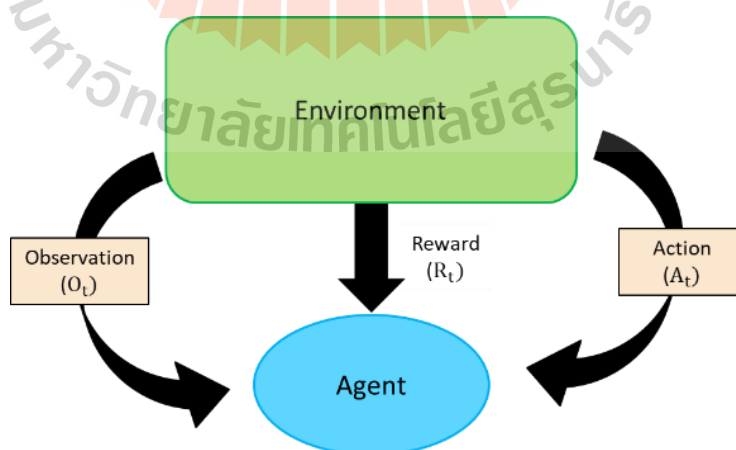 มหาวิทยาลัยเทคโนโลยีสุรนารี
Environment
Observation
(Oₜ)
Reward
(Rₜ)
Action
(Aₜ)
Agent